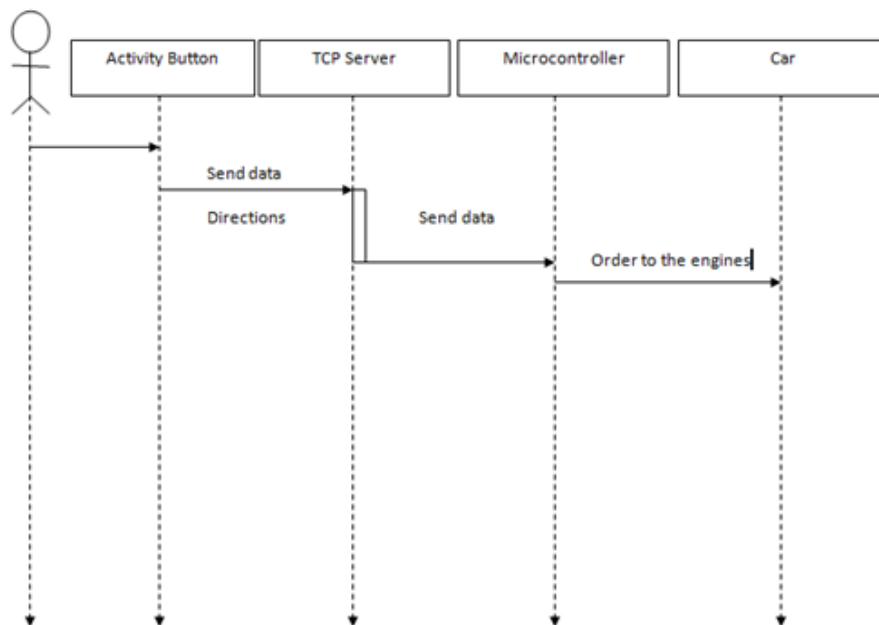 Activity Button
TCP Server
Microcontroller
Car
Send data
Directions
Send data
Order to the engines